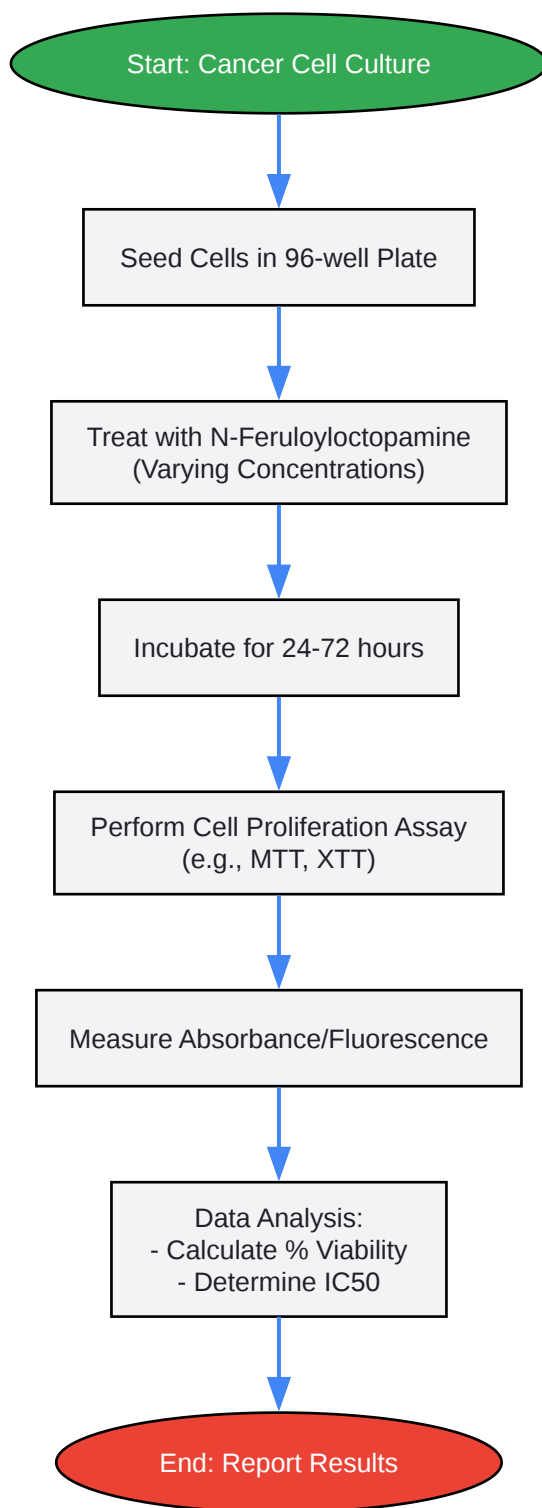 Start: Cancer Cell Culture
Seed Cells in 96-well Plate
Treat with N-Feruloyloctopamine
(Varying Concentrations)
Incubate for 24-72 hours
Perform Cell Proliferation Assay
(e.g., MTT, XTT)
Measure Absorbance/Fluorescence
Data Analysis:
- Calculate % Viability
- Determine IC50
End: Report Results